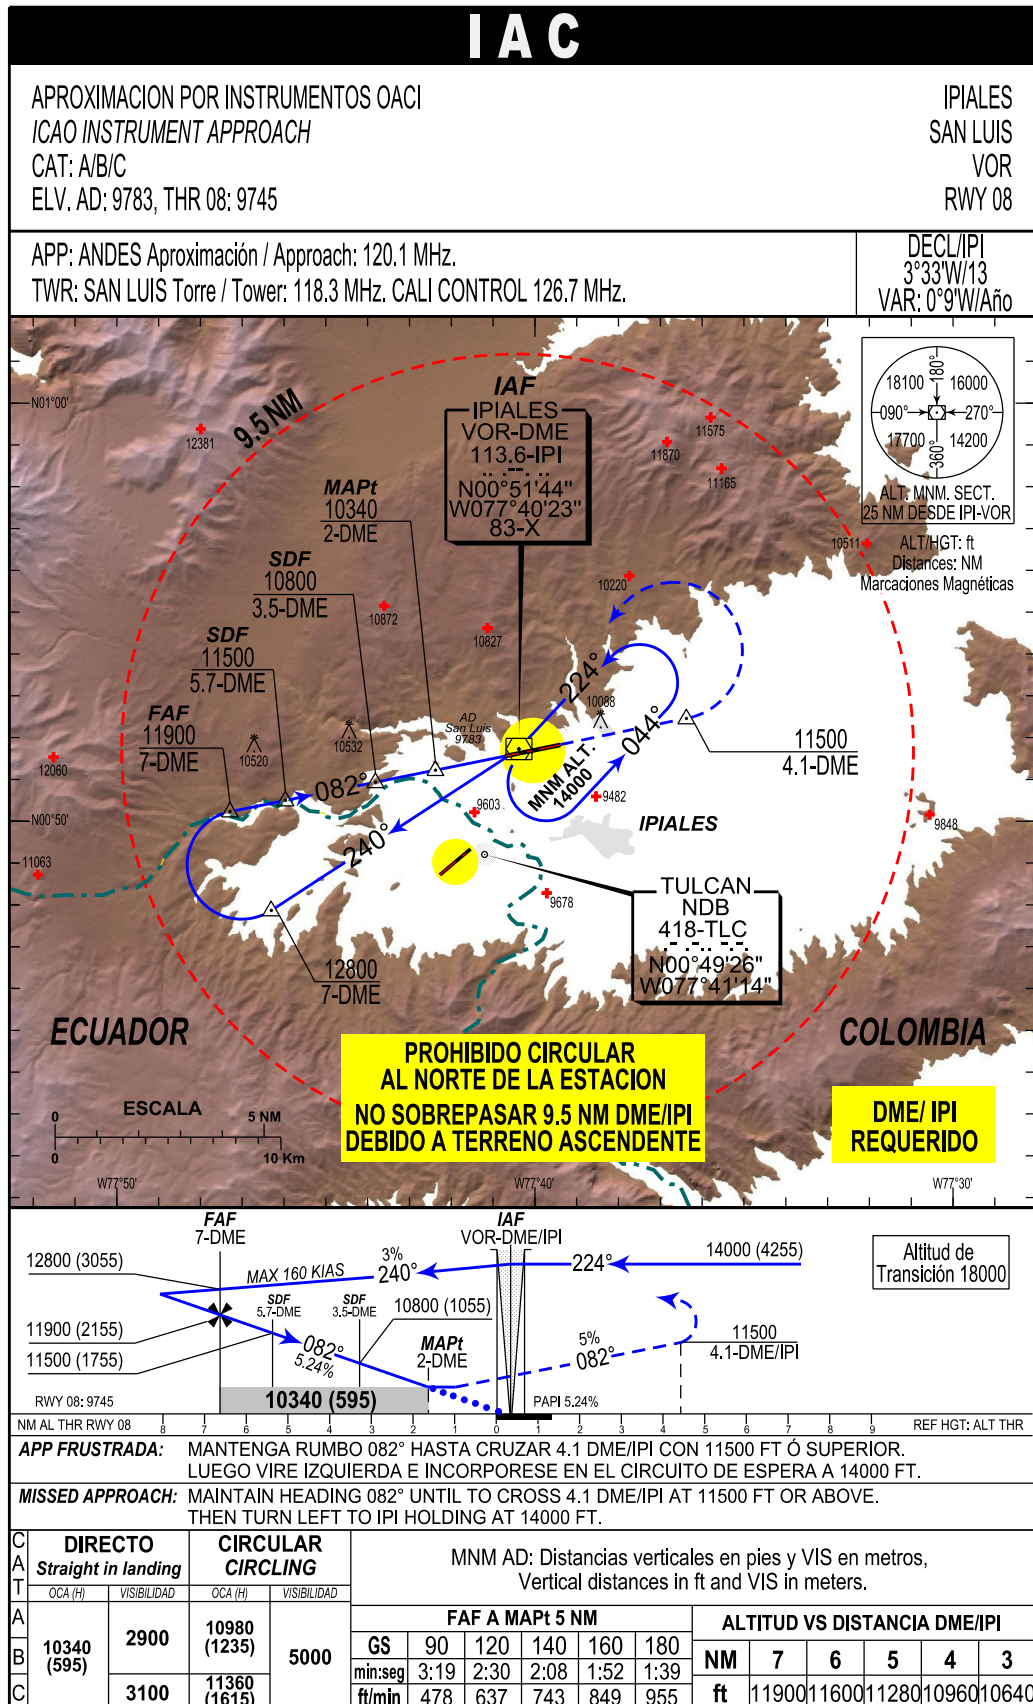 IAC
APROXIMACION POR INSTRUMENTOS OACI
ICAO INSTRUMENT APPROACH
CAT: A/B/C
ELV. AD: 9783, THR 08: 9745
IPIALES
SAN LUIS
VOR
RWY 08
APP: ANDES Aproximación / Approach: 120.1 MHz.
TWR: SAN LUIS Torre / Tower: 118.3 MHz. CALI CONTROL 126.7 MHz.
DECL/IPI
3°33'W/13
VAR: 0°9'W/Año
N01°00'
12381
9.5 NM
IAF
IPIALES
VOR-DME
113.6-IPI
N00°51'44"
W077°40'23"
83-X
11575
11870
11165
180°
18100
16000
090°
270°
17700
14200
360°
ALT. MNM. SECT.
25 NM DESDE IPI-VOR
10511
ALT/HGT: ft
Distances: NM
Marcaciones Magnéticas
MAPt
10340
2-DME
SDF
10800
3.5-DME
10872
10827
10220
SDF
11500
5.7-DME
FAF
11900
7-DME
12060
10520
10532
AD
San Luis
9783
224°
10088
044°
MNM ALT.
14000
11500
4.1-DME
082°
240°
9603
9482
IPIALES
9848
N00°50'
11063
9678
TULCAN
NDB
418-TLC
N00°49'26"
W077°41'14"
12800
7-DME
ECUADOR
COLOMBIA
PROHIBIDO CIRCULAR
AL NORTE DE LA ESTACION
NO SOBREPASAR 9.5 NM DME/IPI
DEBIDO A TERRENO ASCENDENTE
DME/ IPI
REQUERIDO
ESCALA
0
5 NM
0
10 Km
W77°50'
W77°40'
W77°30'
FAF
7-DME
IAF
VOR-DME/IPI
12800 (3055)
MAX 160 KIAS
3%
240°
224°
14000 (4255)
Altitud de
Transición 18000
SDF
5.7-DME
SDF
3.5-DME
10800 (1055)
11900 (2155)
11500 (1755)
082°
5.24%
MAPt
2-DME
5%
082°
11500
4.1-DME/IPI
RWY 08: 9745
10340 (595)
PAPI 5.24%
NM AL THR RWY 08
8 7 6 5 4 3 2 1 0 1 2 3 4 5 6 7 8 9
REF HGT: ALT THR
APP FRUSTRADA: MANTENGA RUMBO 082° HASTA CRUZAR 4.1 DME/IPI CON 11500 FT Ó SUPERIOR.
LUEGO VIRE IZQUIERDA E INCORPORESE EN EL CIRCUITO DE ESPERA A 14000 FT.
MISSED APPROACH: MAINTAIN HEADING 082° UNTIL TO CROSS 4.1 DME/IPI AT 11500 FT OR ABOVE.
THEN TURN LEFT TO IPI HOLDING AT 14000 FT.
CAT
DIRECTO
Straight in landing
CIRCULAR
CIRCLING
OCA (H) VISIBILIDAD OCA (H) VISIBILIDAD
A
B
C
10340
(595)
2900
3100
10980
(1235)
11360
(1615)
5000
MNM AD: Distancias verticales en pies y VIS en metros,
Vertical distances in ft and VIS in meters.
FAF A MAPt 5 NM
GS 90 120 140 160 180
min:seg 3:19 2:30 2:08 1:52 1:39
ft/min 478 637 743 849 955
ALTITUD VS DISTANCIA DME/IPI
NM 7 6 5 4 3
ft 11900 11600 11280 10960 10640